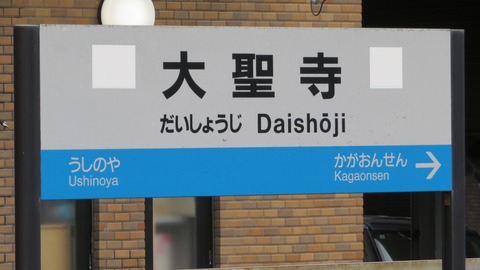 大聖寺
だいしょうじ Daishōji
うしのや
Ushinoya
かがおんせん
Kagaonsen